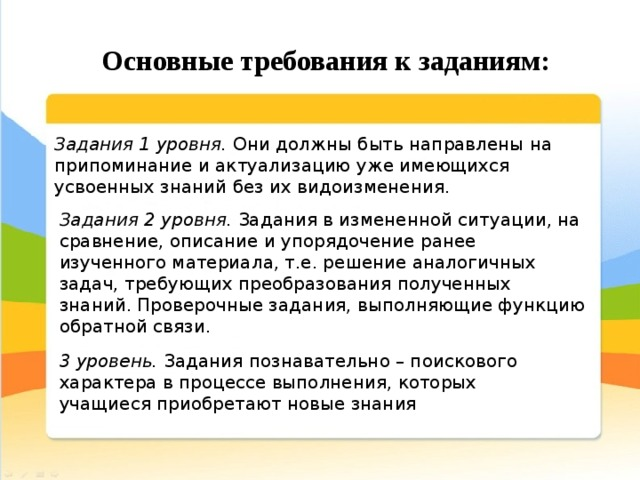 Основные требования к заданиям:
Задания 1 уровня. Они должны быть направлены на
припоминание и актуализацию уже имеющихся
усвоенных знаний без их видоизменения.
Задания 2 уровня. Задания в измененной ситуации, на
сравнение, описание и упорядочение ранее
изученного материала, т.е. решение аналогичных
задач, требующих преобразования полученных
знаний. Проверочные задания, выполняющие функцию
обратной связи.
3 уровень. Задания познавательно – поискового
характера в процессе выполнения, которых
учащиеся приобретают новые знания